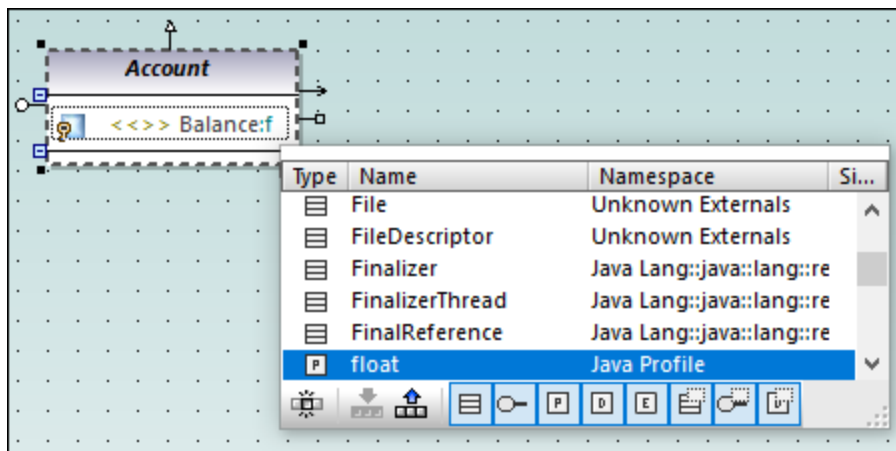 Account
<<>> Balance:f
Type Name Namespace Si...
File Unknown Externals
FileDescriptor Unknown Externals
Finalizer Java Lang::java::lang::re
FinalizerThread Java Lang::java::lang::re
FinalReference Java Lang::java::lang::re
P float Java Profile
P D E